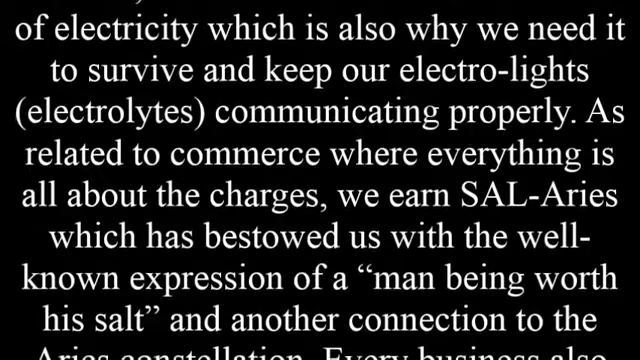 of electricity which is also why we need it
to survive and keep our electro-lights
(electrolytes) communicating properly. As
related to commerce where everything is
all about the charges, we earn SAL-Aries
which has bestowed us with the well-
known expression of a “man being worth
his salt” and another connection to the
Aries constellation. Every business also